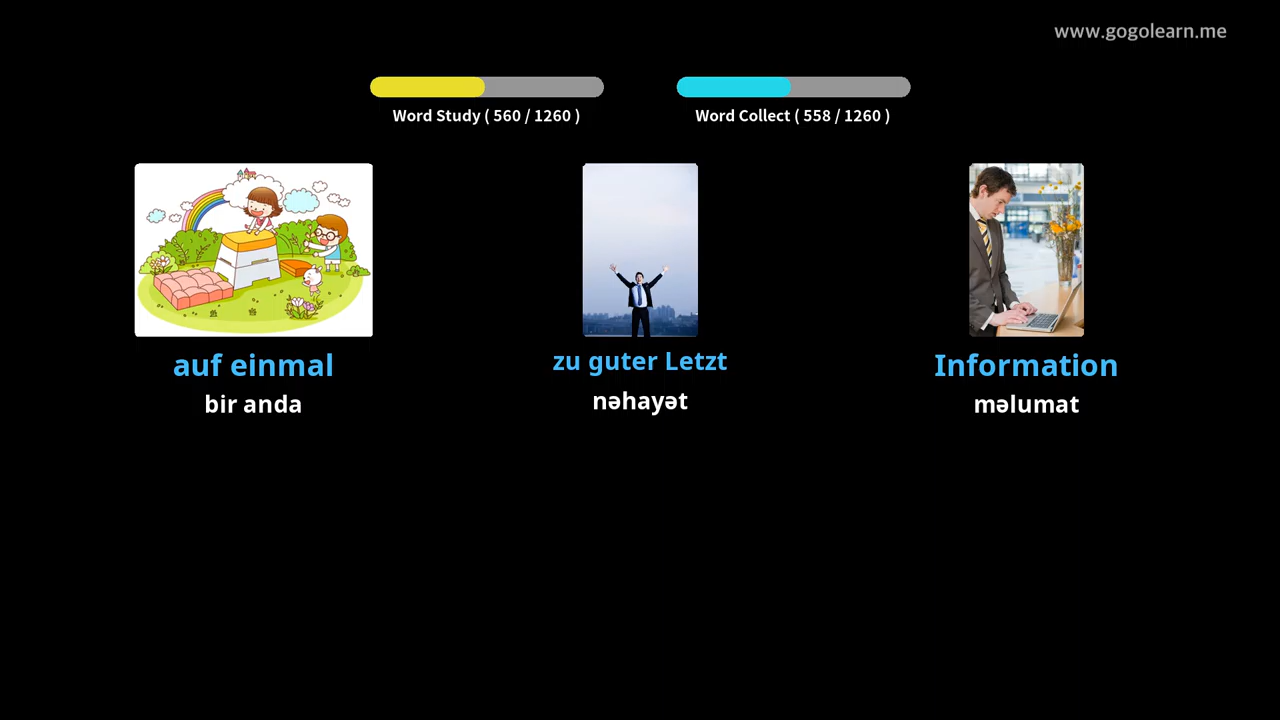 www.gogolearn.me
Word Study ( 560 / 1260 )
Word Collect ( 558 / 1260 )
auf einmal
bir anda
zu guter Letzt
nəhayət
Information
məlumat